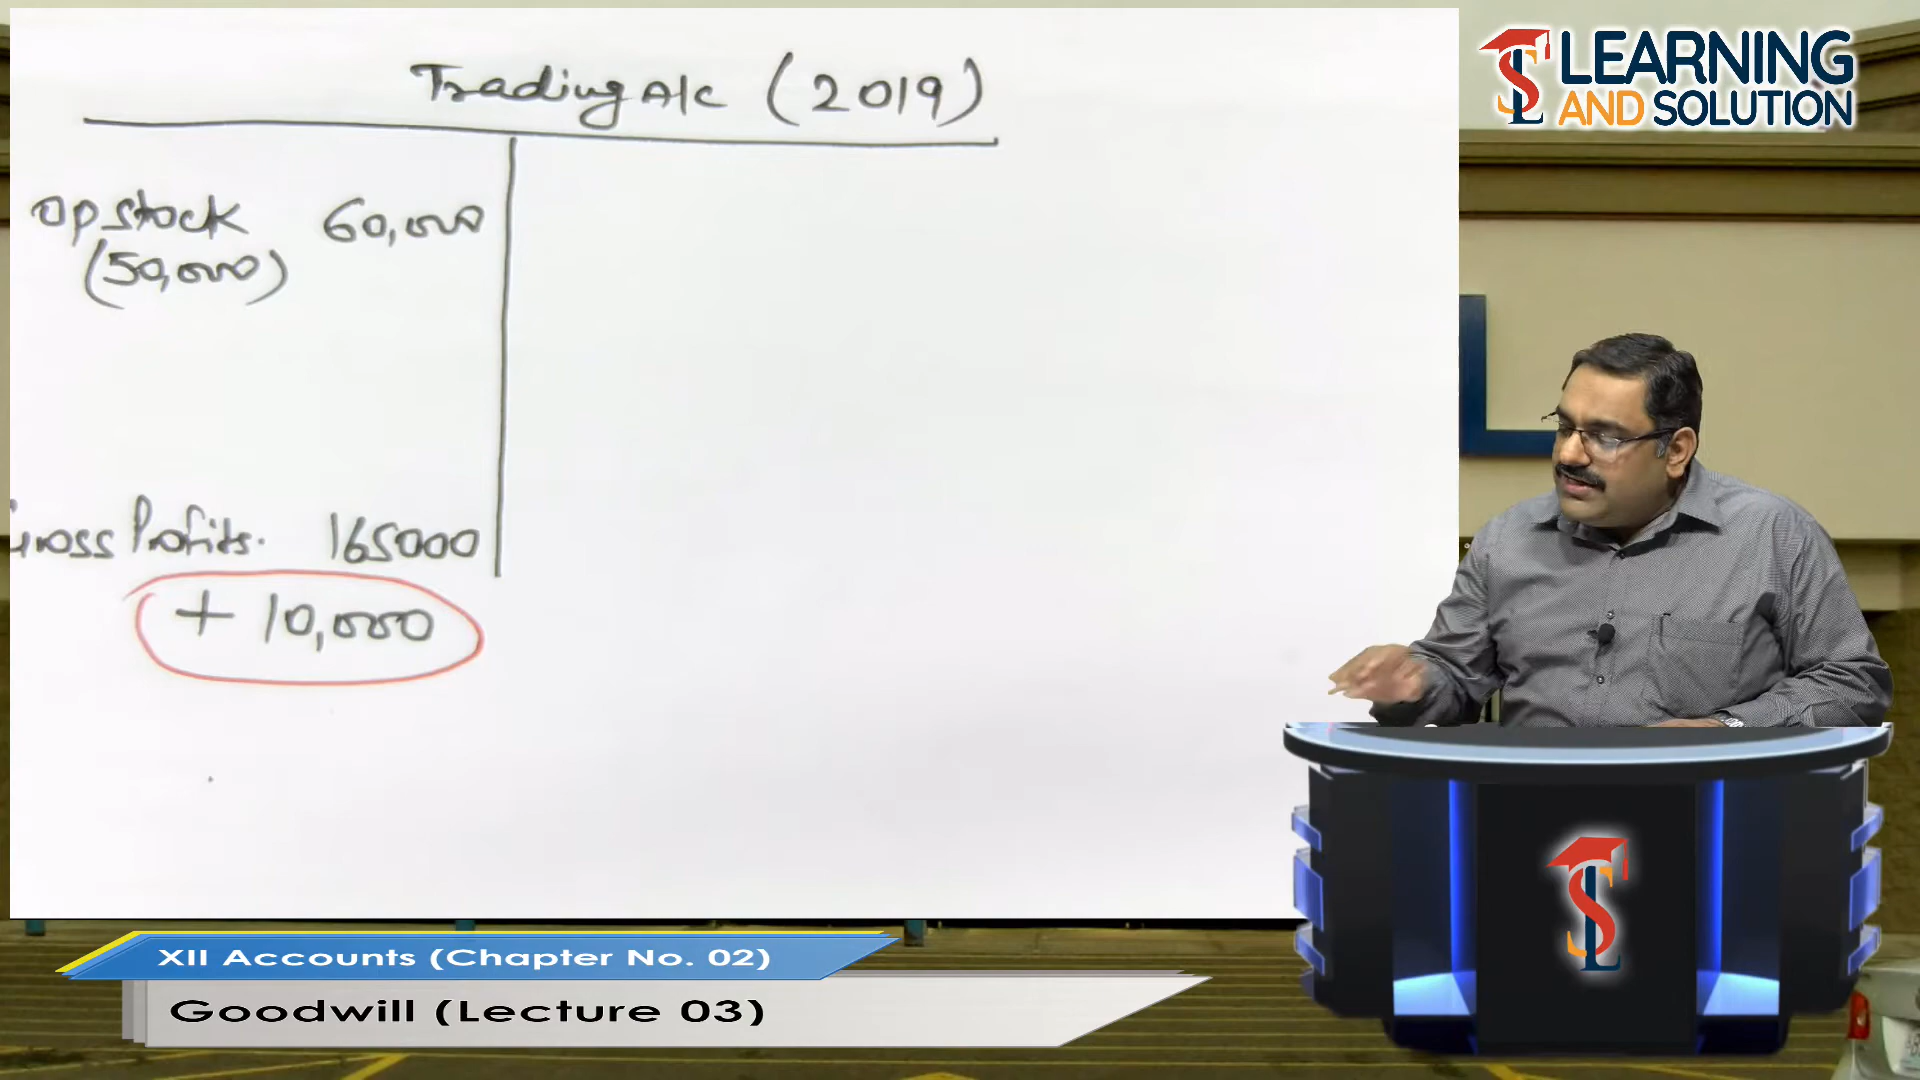 Trading A/c (2019)
Op stock 60,000
(50,000)
Gross Profits. 165000
+ 10,000
LEARNING
AND SOLUTION
XII Accounts (Chapter No. 02)
Goodwill (Lecture 03)